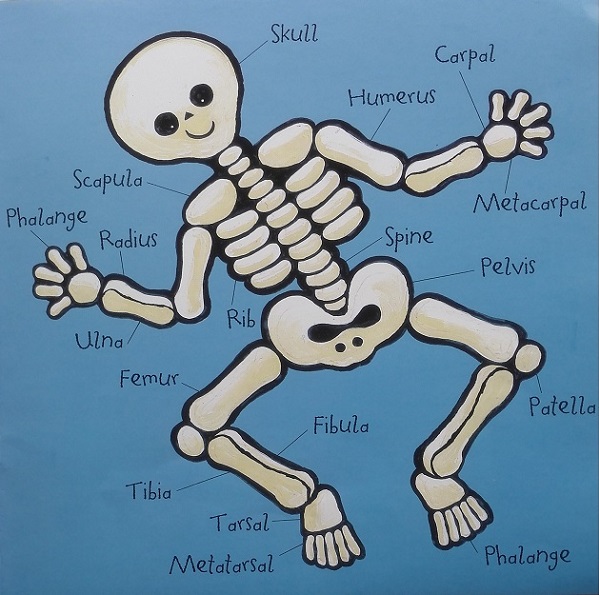 Skull
Carpal
Humerus
Scapula
Metacarpal
Phalange
Radius
Spine
Pelvis
Rib
Ulna
Femur
Patella
Fibula
Tibia
Tarsal
Metatarsal
Phalange